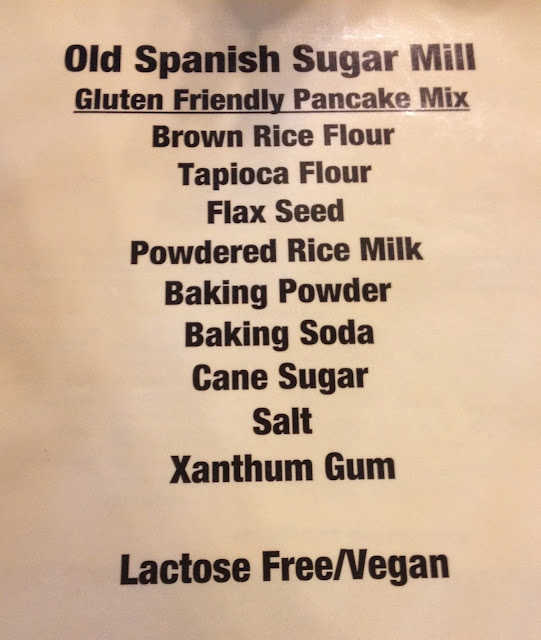 Old Spanish Sugar Mill
Gluten Friendly Pancake Mix
Brown Rice Flour
Tapioca Flour
Flax Seed
Powdered Rice Milk
Baking Powder
Baking Soda
Cane Sugar
Salt
Xanthum Gum
Lactose Free/Vegan